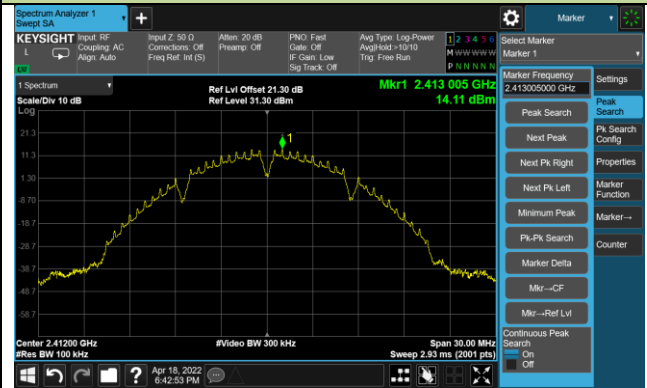 Spectrum Analyzer 1
Swept SA
Marker
KEYSIGHT
L
LXI
Input: RF
Coupling: AC
Align: Auto
Input Z: 50 Ω
Corrections: Off
Freq Ref: Int (S)
Atten: 20 dB
Preamp: Off
PNO: Fast
Gate: Off
IF Gain: Low
Sig Track: Off
Avg Type: Log-Power
Avg|Hold:>10/10
Trig: Free Run
1 2 3 4 5 6
M W W W W W
P N N N N N
Select Marker
Marker 1
1 Spectrum
Scale/Div 10 dB
Ref Lvl Offset 21.30 dB
Ref Level 31.30 dBm
Mkr1 2.413 005 GHz
14.11 dBm
Log
21.3
11.3
1.30
-8.70
-18.7
-28.7
-38.7
-48.7
-58.7
1
Center 2.41200 GHz
#Res BW 100 kHz
#Video BW 300 kHz
Span 30.00 MHz
Sweep 2.93 ms (2001 pts)
Marker Frequency
2.413005000 GHz
Peak Search
Next Peak
Next Pk Right
Next Pk Left
Minimum Peak
Pk-Pk Search
Marker Delta
Mkr→CF
Mkr→Ref Lvl
Continuous Peak
Search
On
Off
Settings
Peak
Search
Pk Search
Config
Properties
Marker
Function
Marker→
Counter
Apr 18, 2022
6:42:53 PM